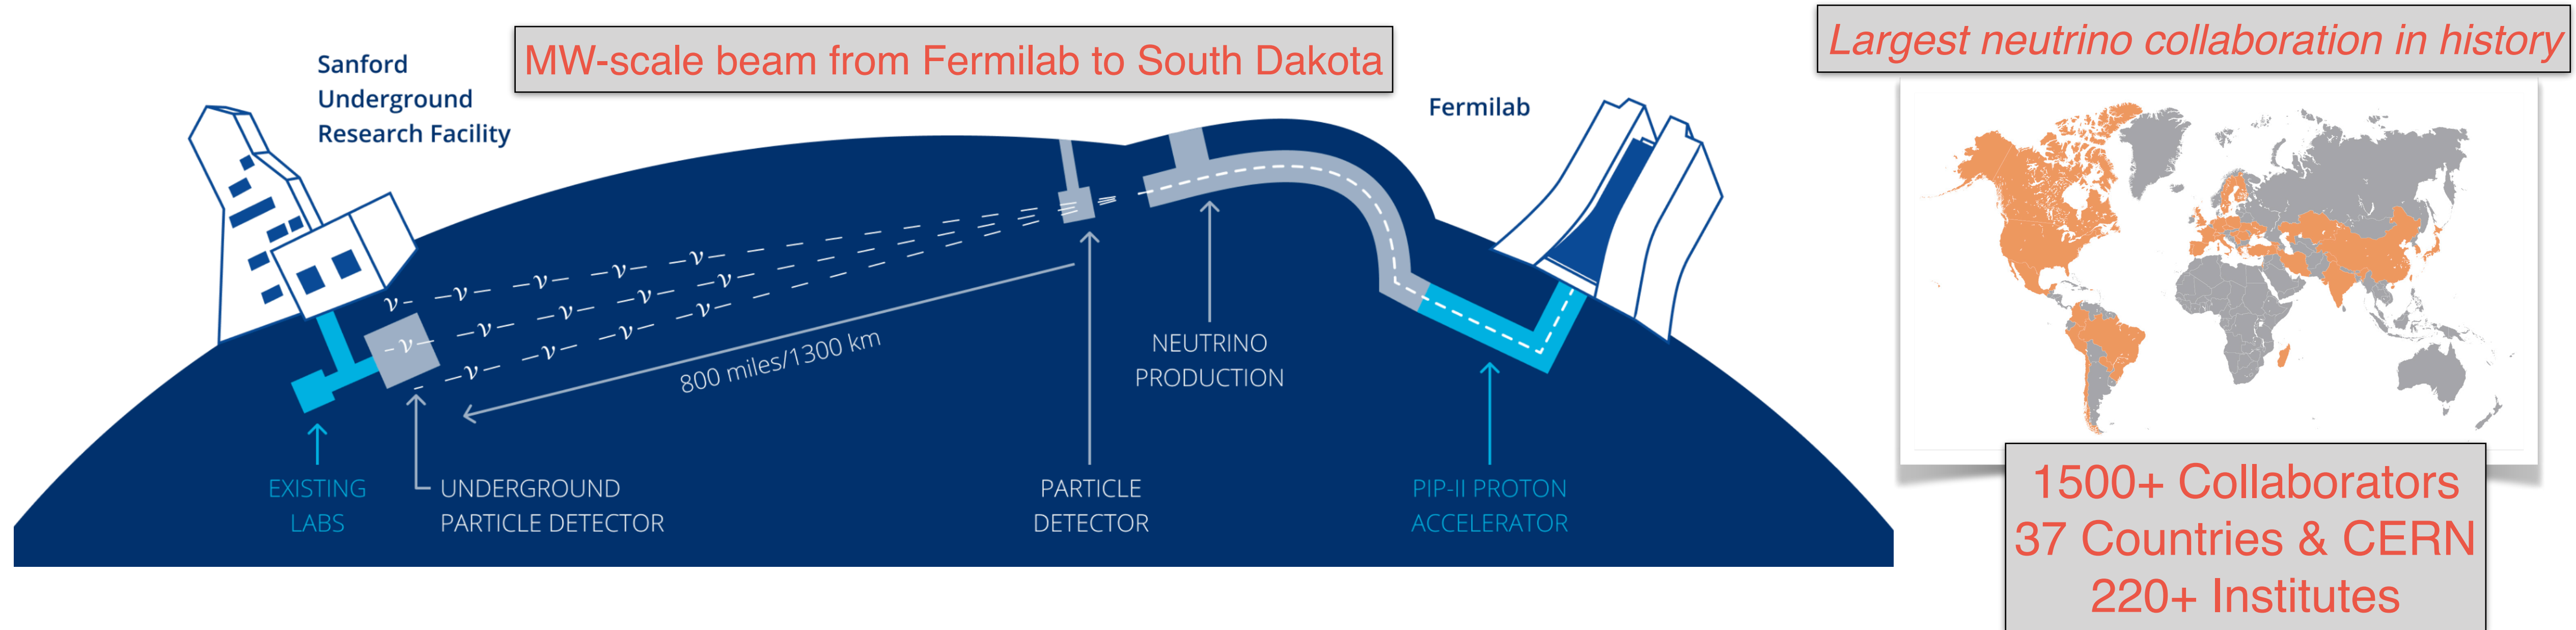 MW-scale beam from Fermilab to South Dakota
Largest neutrino collaboration in history
Sanford
Underground
Research Facility
Fermilab
ν ν ν ν
ν ν ν ν
ν ν ν ν
800 miles/1300 km
NEUTRINO
PRODUCTION
EXISTING
LABS
UNDERGROUND
PARTICLE DETECTOR
PARTICLE
DETECTOR
PIP-II PROTON
ACCELERATOR
1500+ Collaborators
37 Countries & CERN
220+ Institutes